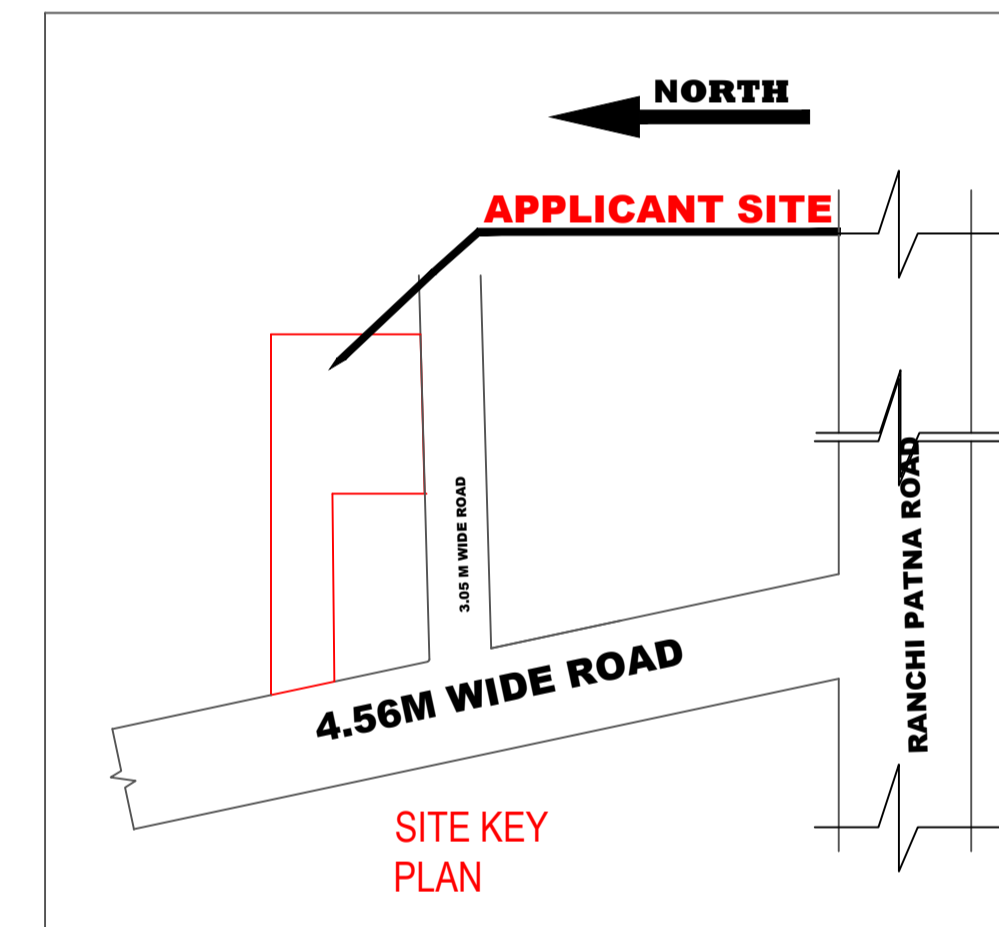 NORTH
APPLICANT SITE
3.05 M WIDE ROAD
RANCHI PATNA ROAD
4.56M WIDE ROAD
SITE KEY
PLAN